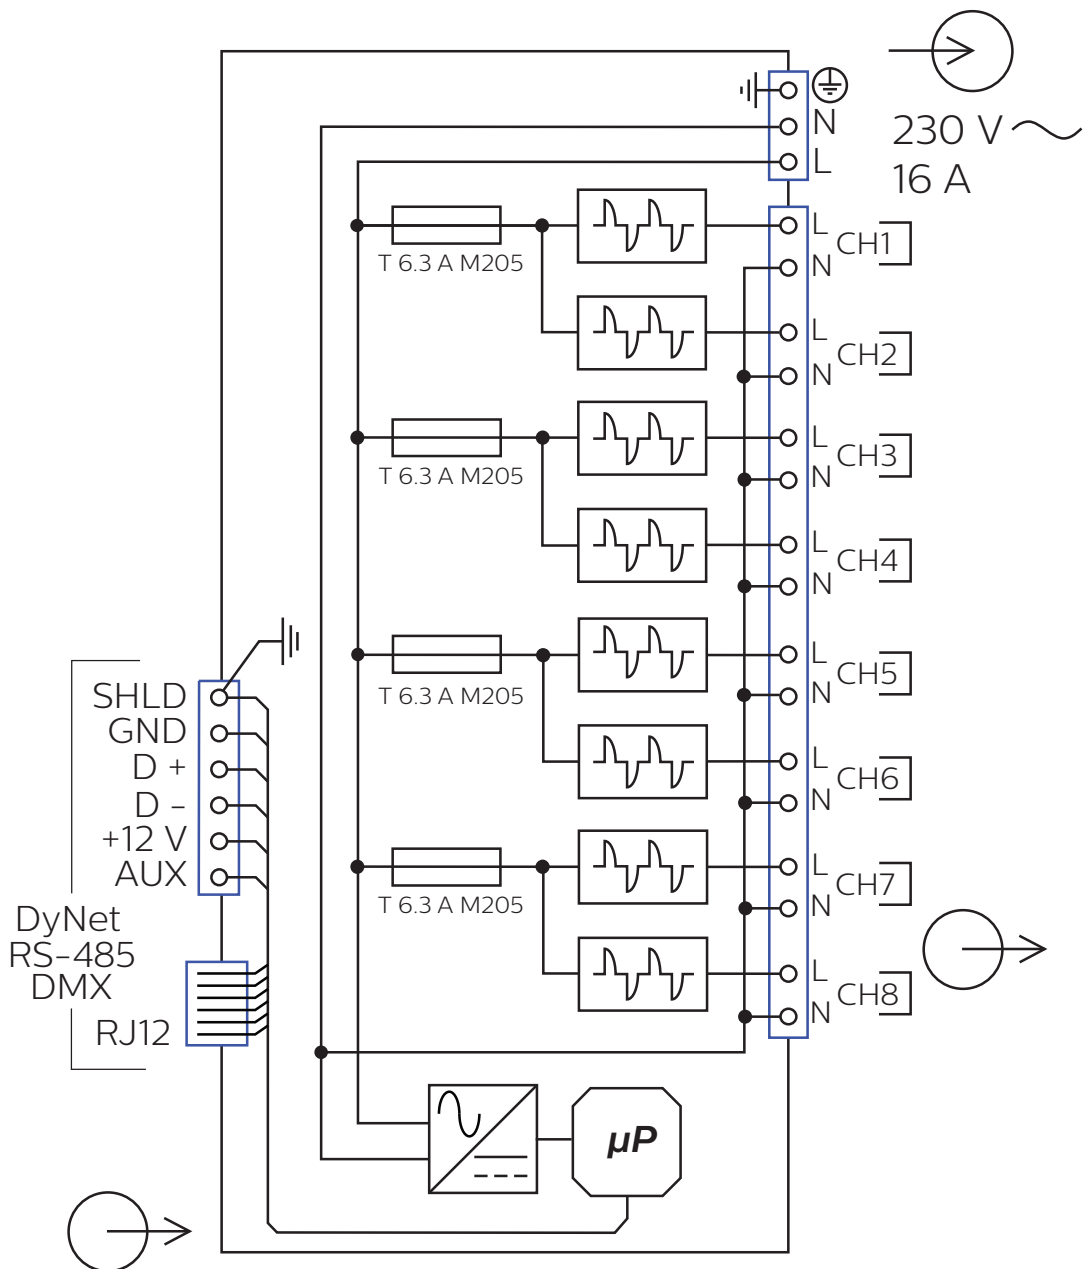 N
230 V
L
16 A
L
CH1
T 6.3 A M205
N
L
CH2
N
L
CH3
T 6.3 A M205
N
L
CH4
N
L
CH5
T 6.3 A M205
N
SHLD
GND
D +
L
CH6
D -
N
+12 V
AUX
L
CH7
T 6.3 A M205
N
DyNet
RS-485
DMX
RJ12
L
CH8
N
µP